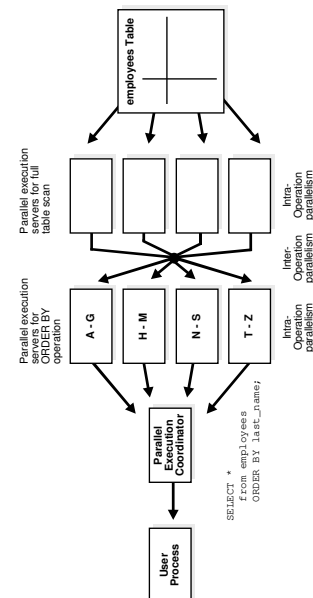 Parallel execution
servers for
ORDER BY
operation
Parallel execution
servers for full
table scan
employees Table
User
Process
Parallel
Execution
Coordinator
A - G
H - M
N - S
T - Z
SELECT *
from employees
ORDER BY last_name;
Intra-
Operation
parallelism
Inter-
Operation
parallelism
Intra-
Operation
parallelism